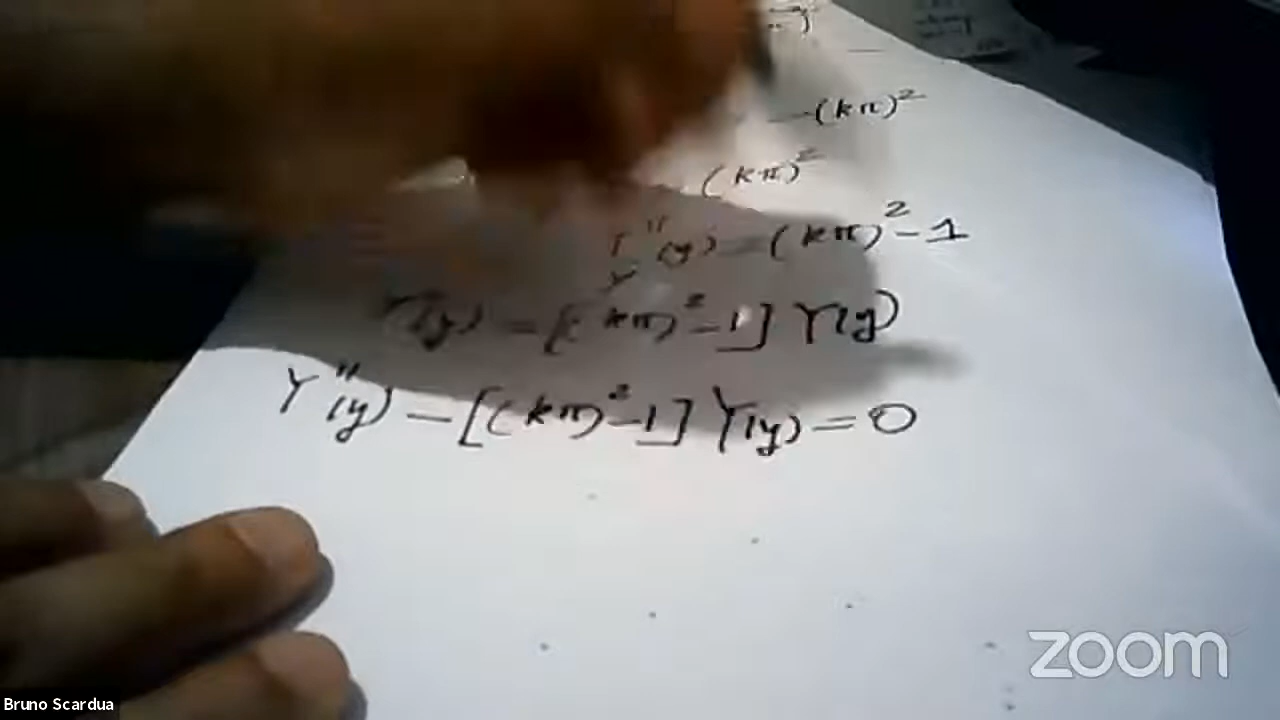 -(kπ)²
(kπ)²
Y''(y) = (kπ)² - 1
Y
Y''(y) = [(kπ)² - 1] Y(y)
Y''(y) - [(kπ)² - 1] Y(y) = 0
zoom
Bruno Scardua